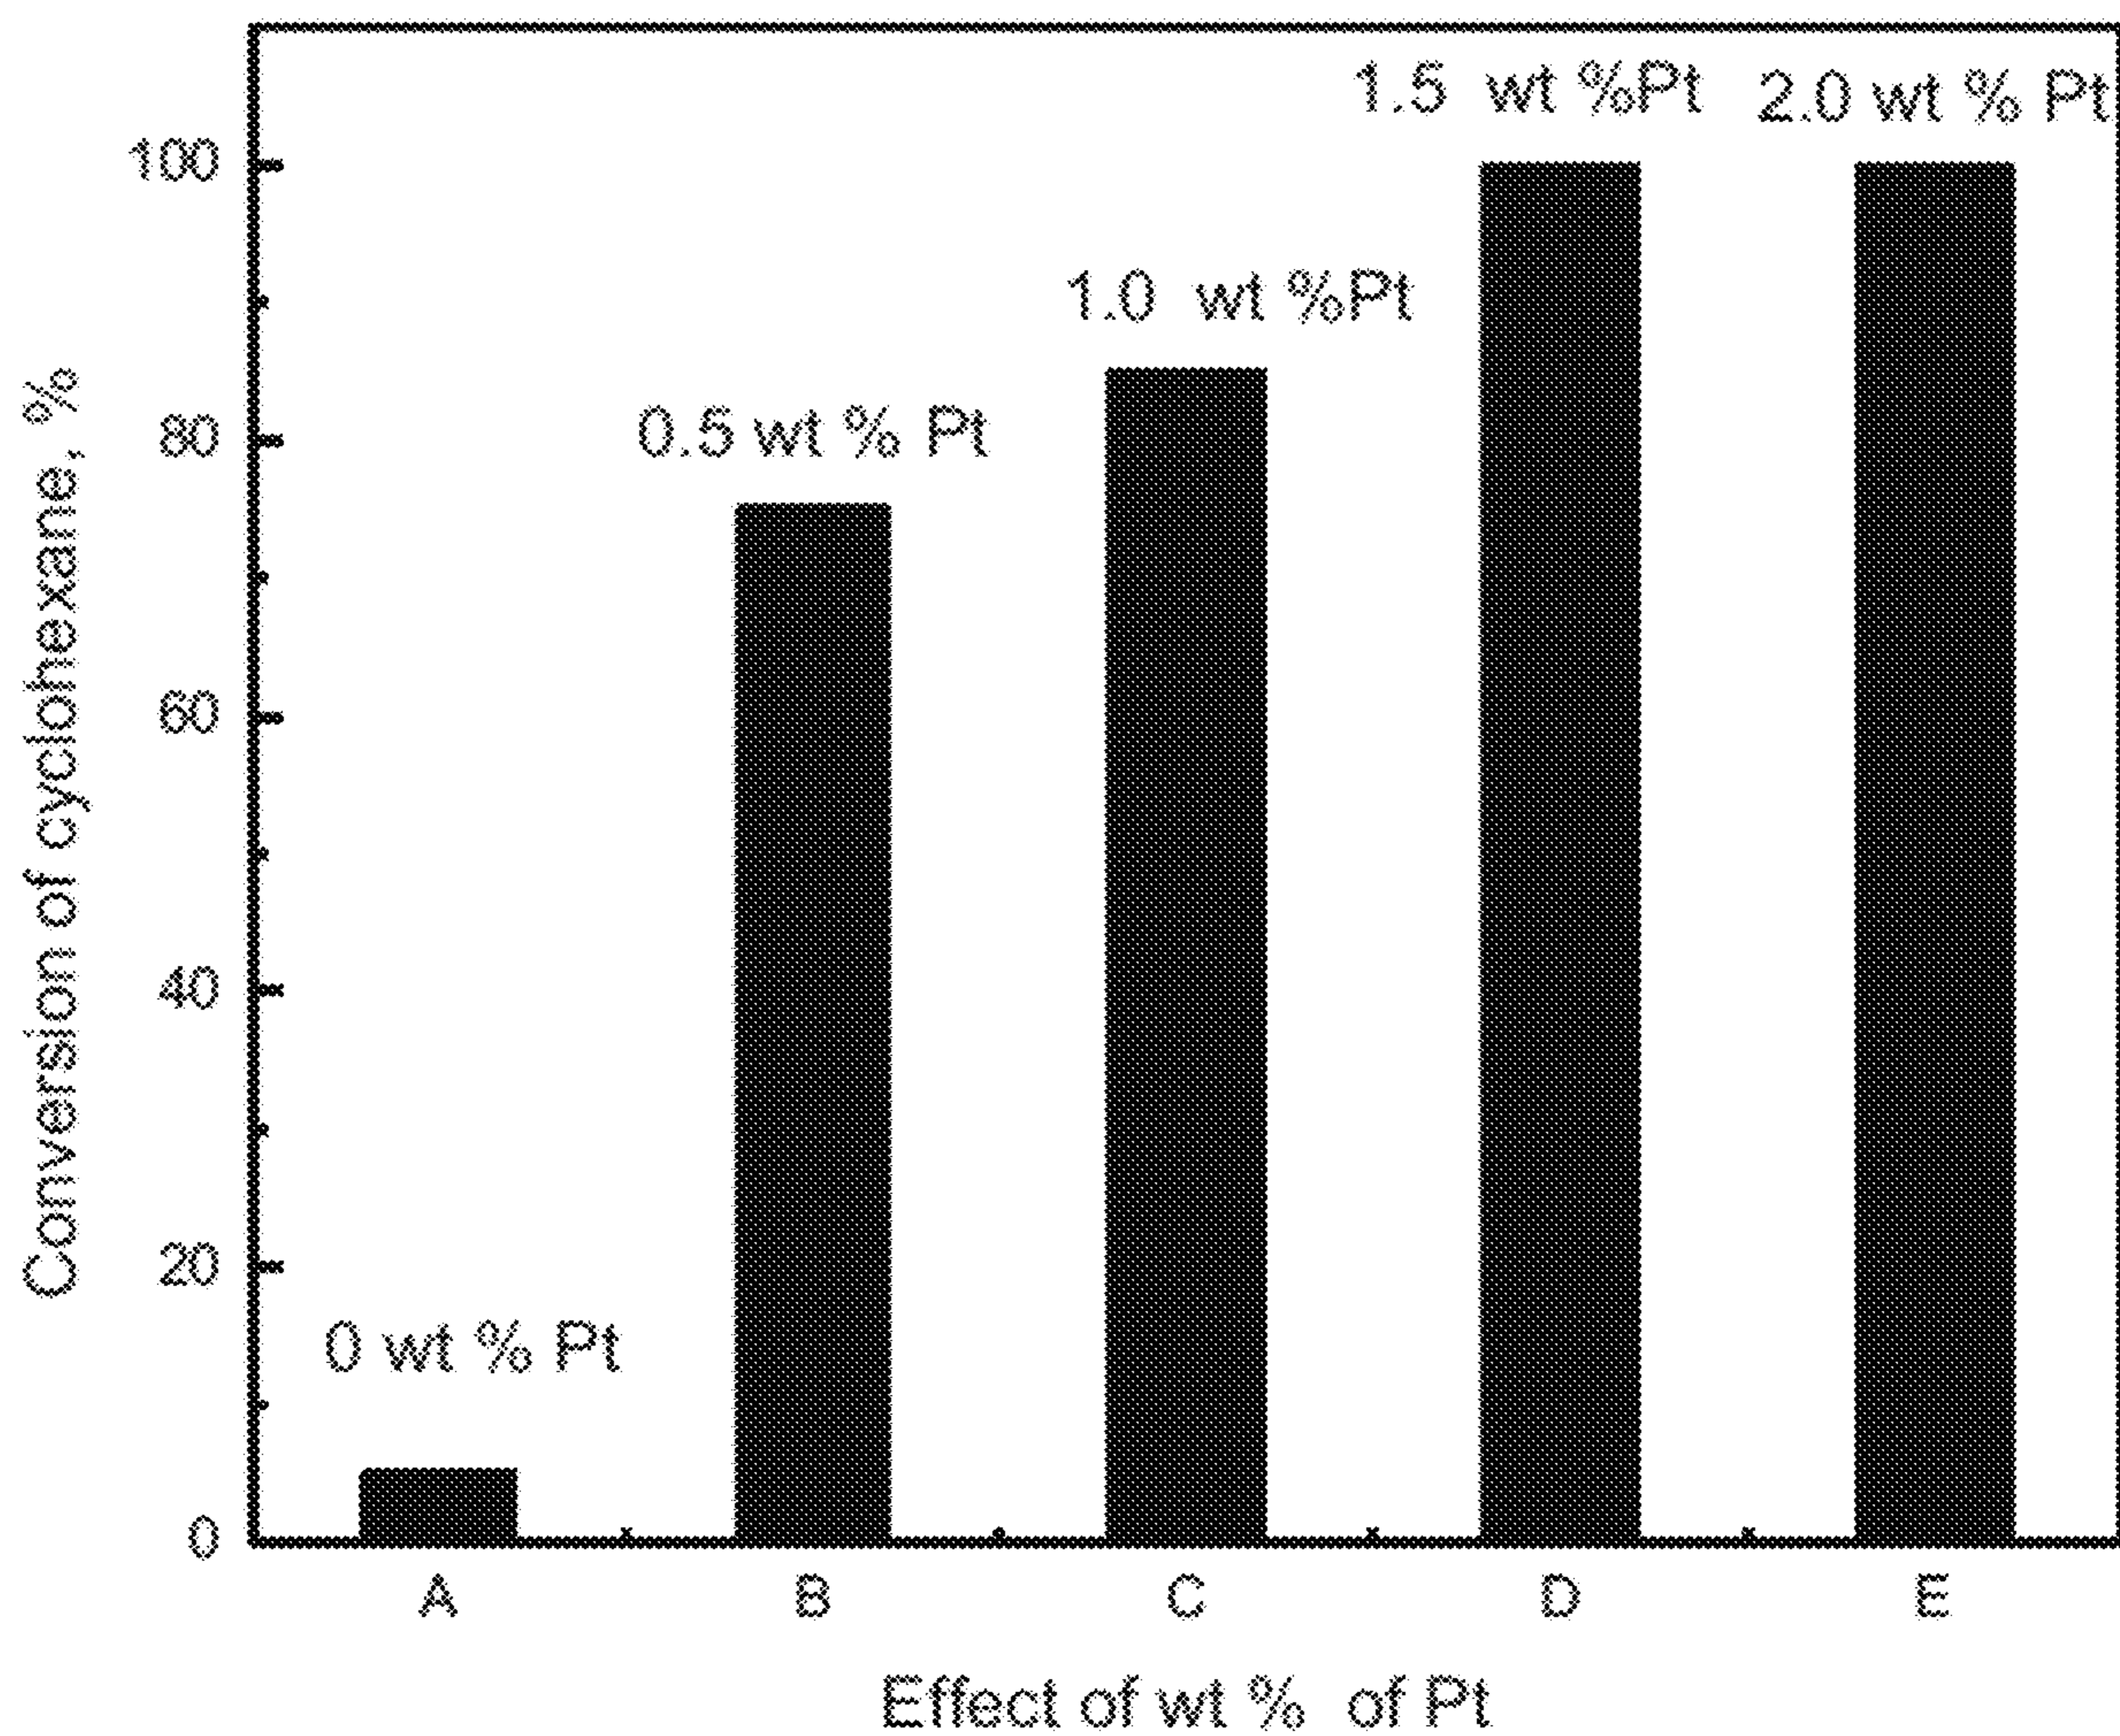 Conversion of cyclohexane, %
100
80
60
40
20
0
1.5 wt %Pt
2.0 wt % Pt
1.0 wt %Pt
0.5 wt % Pt
0 wt % Pt
A B C D E
Effect of wt % of Pt